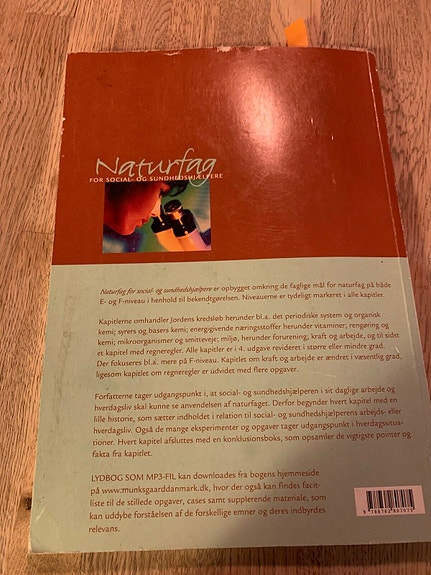 Naturfag
FOR SOCIAL- OG SUNDHEDSHJÆLPERE
Naturfag for social- og sundhedshjælpere er opbygget omkring de faglige mål for naturfag på både
E- og F-niveau i henhold til bekendtgørelsen. Niveauerne er tydeligt markeret i alle kapitler.
Kapitlerne omhandler Jordens kredsløb herunder bl.a. det periodiske system og organisk
kemi; syrers og basers kemi; energigivende næringsstoffer herunder vitaminer; rengøring og
kemi; mikroorganismer og smitteveje; miljø, herunder forurening; kraft og arbejde, og til sidst
et kapitel med regneregler. Alle kapitler er i 4. udgave revideret i større eller mindre grad.
Der fokuseres bl.a. mere på F-niveau. Kapitlet om kraft og arbejde er ændret i væsentlig grad,
ligesom kapitlet om regneregler er udvidet med flere opgaver.
Forfatterne tager udgangspunkt i, at social- og sundhedshjælperen i sit daglige arbejde og
hverdagsliv skal kunne se anvendelsen af naturfaget. Derfor begynder hvert kapitel med en
lille historie, som sætter indholdet i relation til social- og sundhedshjælperens arbejds- eller
hverdagsliv. Også de mange eksperimenter og opgaver tager udgangspunkt i hverdagssitua-
tioner. Hvert kapitel afsluttes med en konklusionsboks, som opsamler de vigtigste pointer og
fakta fra kapitlet.
LYDBOG SOM MP3-FIL kan downloades fra bogens hjemmeside
på www.munksgaarddanmark.dk, hvor der også kan findes facit-
liste til de stillede opgaver, cases samt supplerende materiale, som
kan uddybe forståelsen af de forskellige emner og deres indbyrdes
relevans.